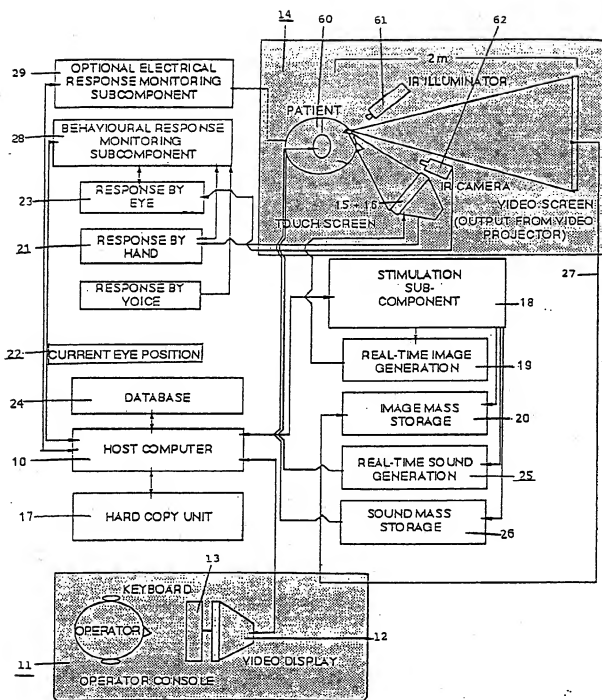 14
60
61
62
2m
29
OPTIONAL ELECTRICAL
RESPONSE MONITORING
SUBCOMPONENT
IR ILLUMINATOR
PATIENT
28
BEHAVIOURAL RESPONSE
MONITORING
SUBCOMPONENT
23
RESPONSE BY
EYE
15 + 16
IR CAMERA
TOUCH SCREEN
VIDEO SCREEN
(OUTPUT FROM VIDEO
PROJECTOR)
21
RESPONSE BY
HAND
27
RESPONSE BY
VOICE
STIMULATION
SUB-
COMPONENT
18
22
CURRENT EYE POSITION
REAL-TIME IMAGE
GENERATION
19
24
DATABASE
IMAGE MASS
STORAGE
20
10
HOST COMPUTER
REAL-TIME SOUND
GENERATION
25
17
HARD COPY UNIT
SOUND MASS
STORAGE
26
13
KEYBOARD
OPERATOR
12
VIDEO DISPLAY
11
OPERATOR CONSOLE